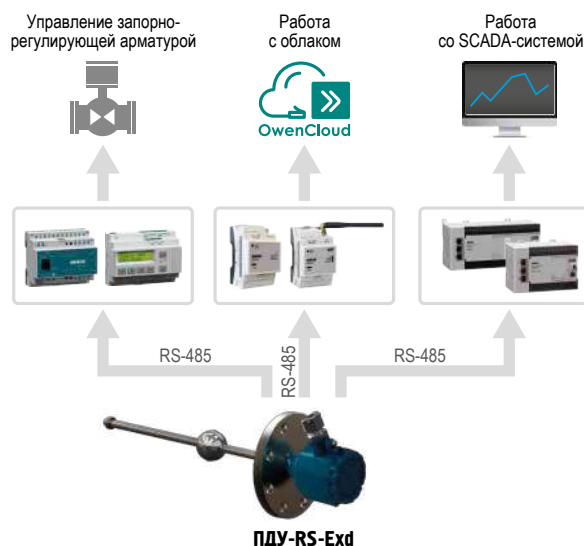 Управление запорно-
регулирующей арматурой
Работа
с облаком
Работа
со SCADA-системой
OwenCloud
RS-485
RS-485
RS-485
ПДУ-RS-Exd